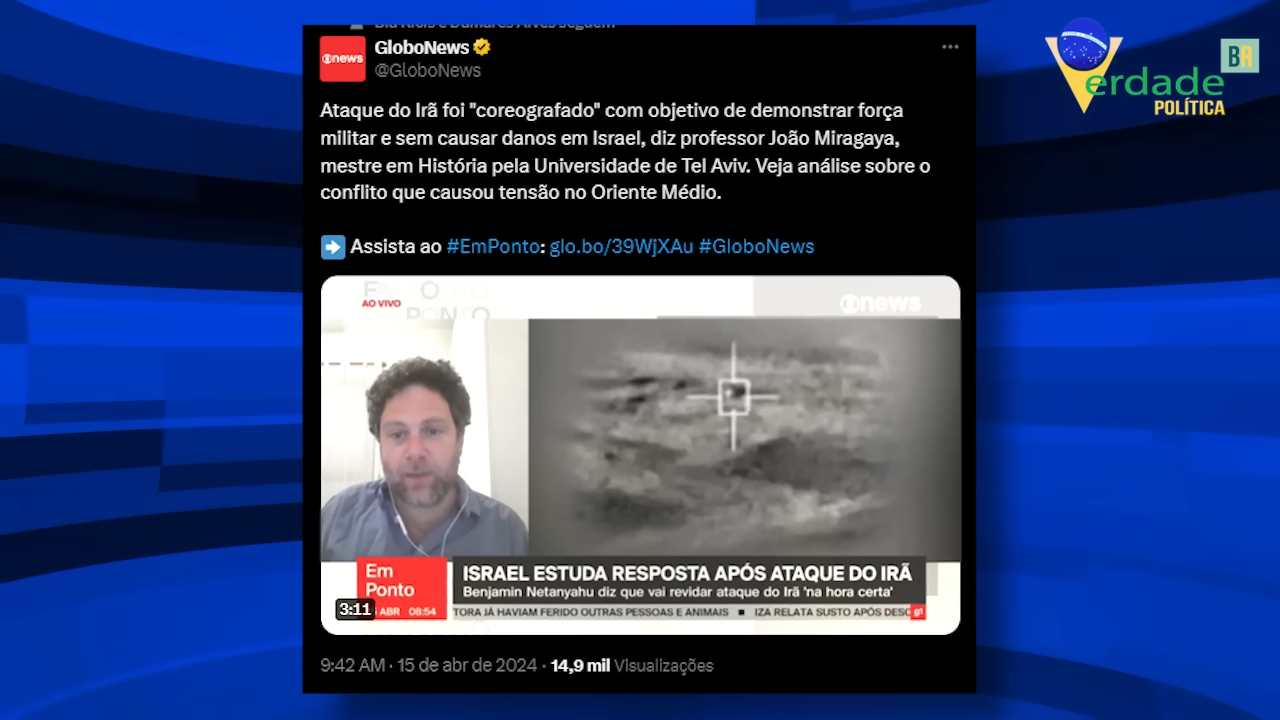 GloboNews
@GloboNews
Ataque do Irã foi "coreografado" com objetivo de demonstrar força
militar e sem causar danos em Israel, diz professor João Miragaya,
mestre em História pela Universidade de Tel Aviv. Veja análise sobre o
conflito que causou tensão no Oriente Médio.
Assista ao #EmPonto: glo.bo/39WjXAu #GloboNews
AO VIVO
news
news
Em
Ponto
ISRAEL ESTUDA RESPOSTA APÓS ATAQUE DO IRÃ
Benjamin Netanyahu diz que vai revidar ataque do Irã 'na hora certa'
3:11
ABR 08:54
TORA JÁ HAVIAM FERIDO OUTRAS PESSOAS E ANIMAIS ■ IZA RELATA SUSTO APÓS DESC
g1
9:42 AM · 15 de abr de 2024 · 14,9 mil Visualizações
Verdade
POLÍTICA
BR